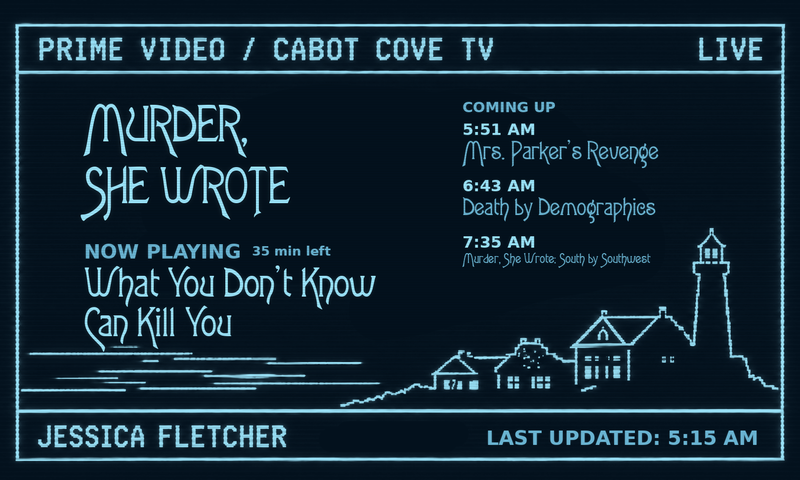 PRIME VIDEO / CABOT COVE TV
LIVE
MURDER,
SHE WROTE
NOW PLAYING 35 min left
What You Don't Know
Can Kill You
COMING UP
5:51 AM
Mrs. Parker's Revenge
6:43 AM
Death by Demographics
7:35 AM
Murder, She Wrote: South by Southwest
JESSICA FLETCHER
LAST UPDATED: 5:15 AM